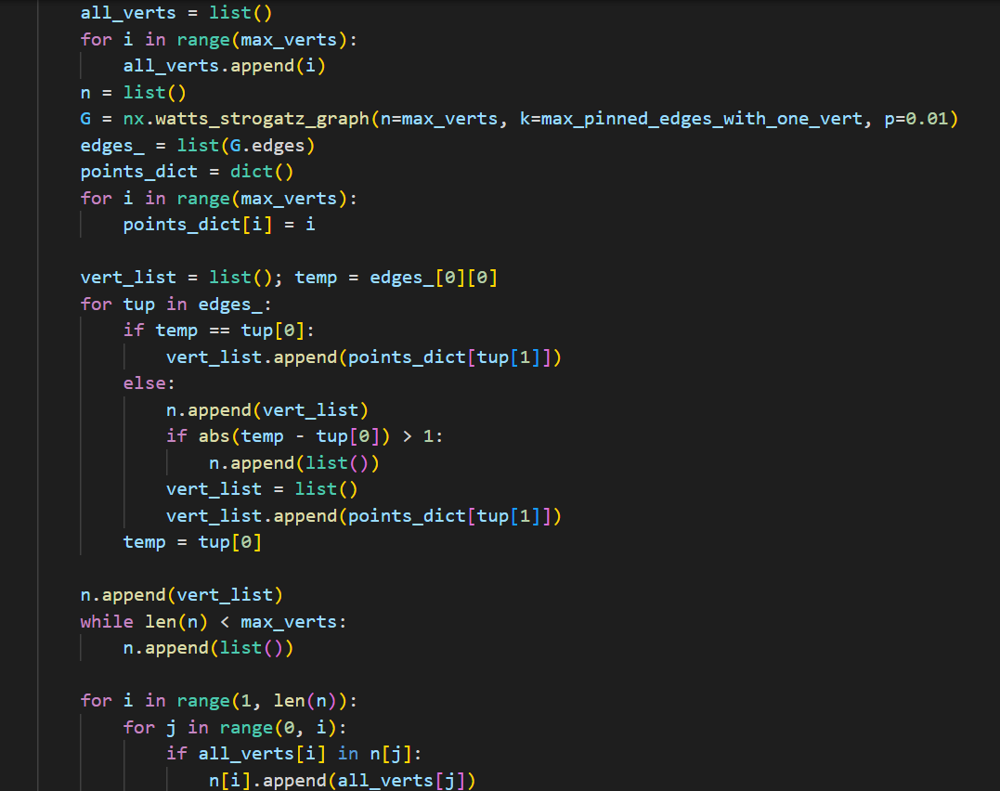 all_verts = list()
for i in range(max_verts):
all_verts.append(i)
n = list()
G = nx.watts_strogatz_graph(n=max_verts, k=max_pinned_edges_with_one_vert, p=0.01)
edges_ = list(G.edges)
points_dict = dict()
for i in range(max_verts):
points_dict[i] = i
vert_list = list(); temp = edges_[0][0]
for tup in edges_:
if temp == tup[0]:
vert_list.append(points_dict[tup[1]])
else:
n.append(vert_list)
if abs(temp - tup[0]) > 1:
n.append(list())
vert_list = list()
vert_list.append(points_dict[tup[1]])
temp = tup[0]
n.append(vert_list)
while len(n) < max_verts:
n.append(list())
for i in range(1, len(n)):
for j in range(0, i):
if all_verts[i] in n[j]:
n[i].append(all_verts[j])